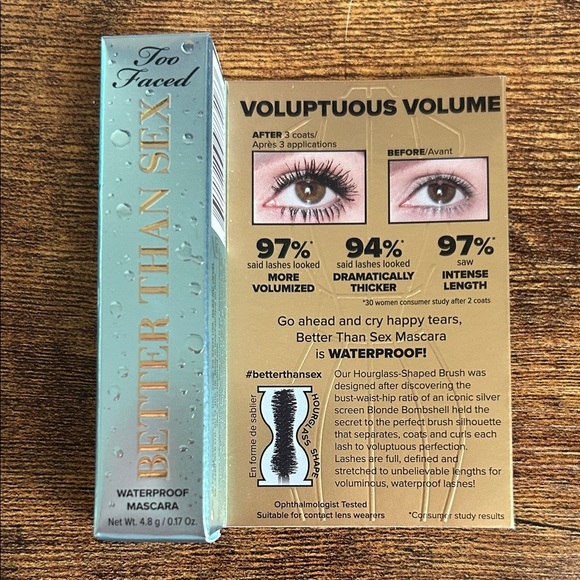 Too
Faced
BETTER THAN SEX
WATERPROOF
MASCARA
Net Wt. 4.8 g / 0.17 Oz.
VOLUPTUOUS VOLUME
AFTER 3 coats/
Après 3 applications
BEFORE/Avant
97%*
said lashes looked
MORE
VOLUMIZED
94%*
said lashes looked
DRAMATICALLY
THICKER
97%*
saw
INTENSE
LENGTH
*30 women consumer study after 2 coats
Go ahead and cry happy tears,
Better Than Sex Mascara
is WATERPROOF!
#betterthansex
En forme de sablier
HOURGLASS SHAPE
Our Hourglass-Shaped Brush was
designed after discovering the
bust-waist-hip ratio of an iconic silver
screen Blonde Bombshell held the
secret to the perfect brush silhouette
that separates, coats and curls each
lash to voluptuous perfection.
Lashes are full, defined and
stretched to unbelievable lengths for
voluminous, waterproof lashes!
Ophthalmologist Tested
Suitable for contact lens wearers
*Consumer study results